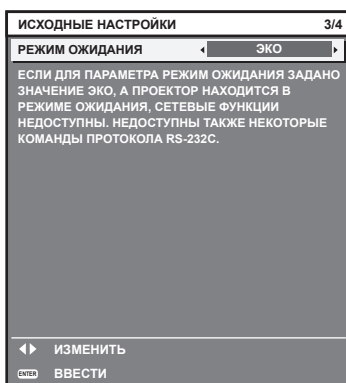 ИСХОДНЫЕ НАСТРОЙКИ 3/4
РЕЖИМ ОЖИДАНИЯ ЭКО
ЕСЛИ ДЛЯ ПАРАМЕТРА РЕЖИМ ОЖИДАНИЯ ЗАДАНО
ЗНАЧЕНИЕ ЭКО, А ПРОЕКТОР НАХОДИТСЯ В
РЕЖИМЕ ОЖИДАНИЯ, СЕТЕВЫЕ ФУНКЦИИ
НЕДОСТУПНЫ. НЕДОСТУПНЫ ТАКЖЕ НЕКОТОРЫЕ
КОМАНДЫ ПРОТОКОЛА RS-232C.
ИЗМЕНИТЬ
ENTER ВВЕСТИ